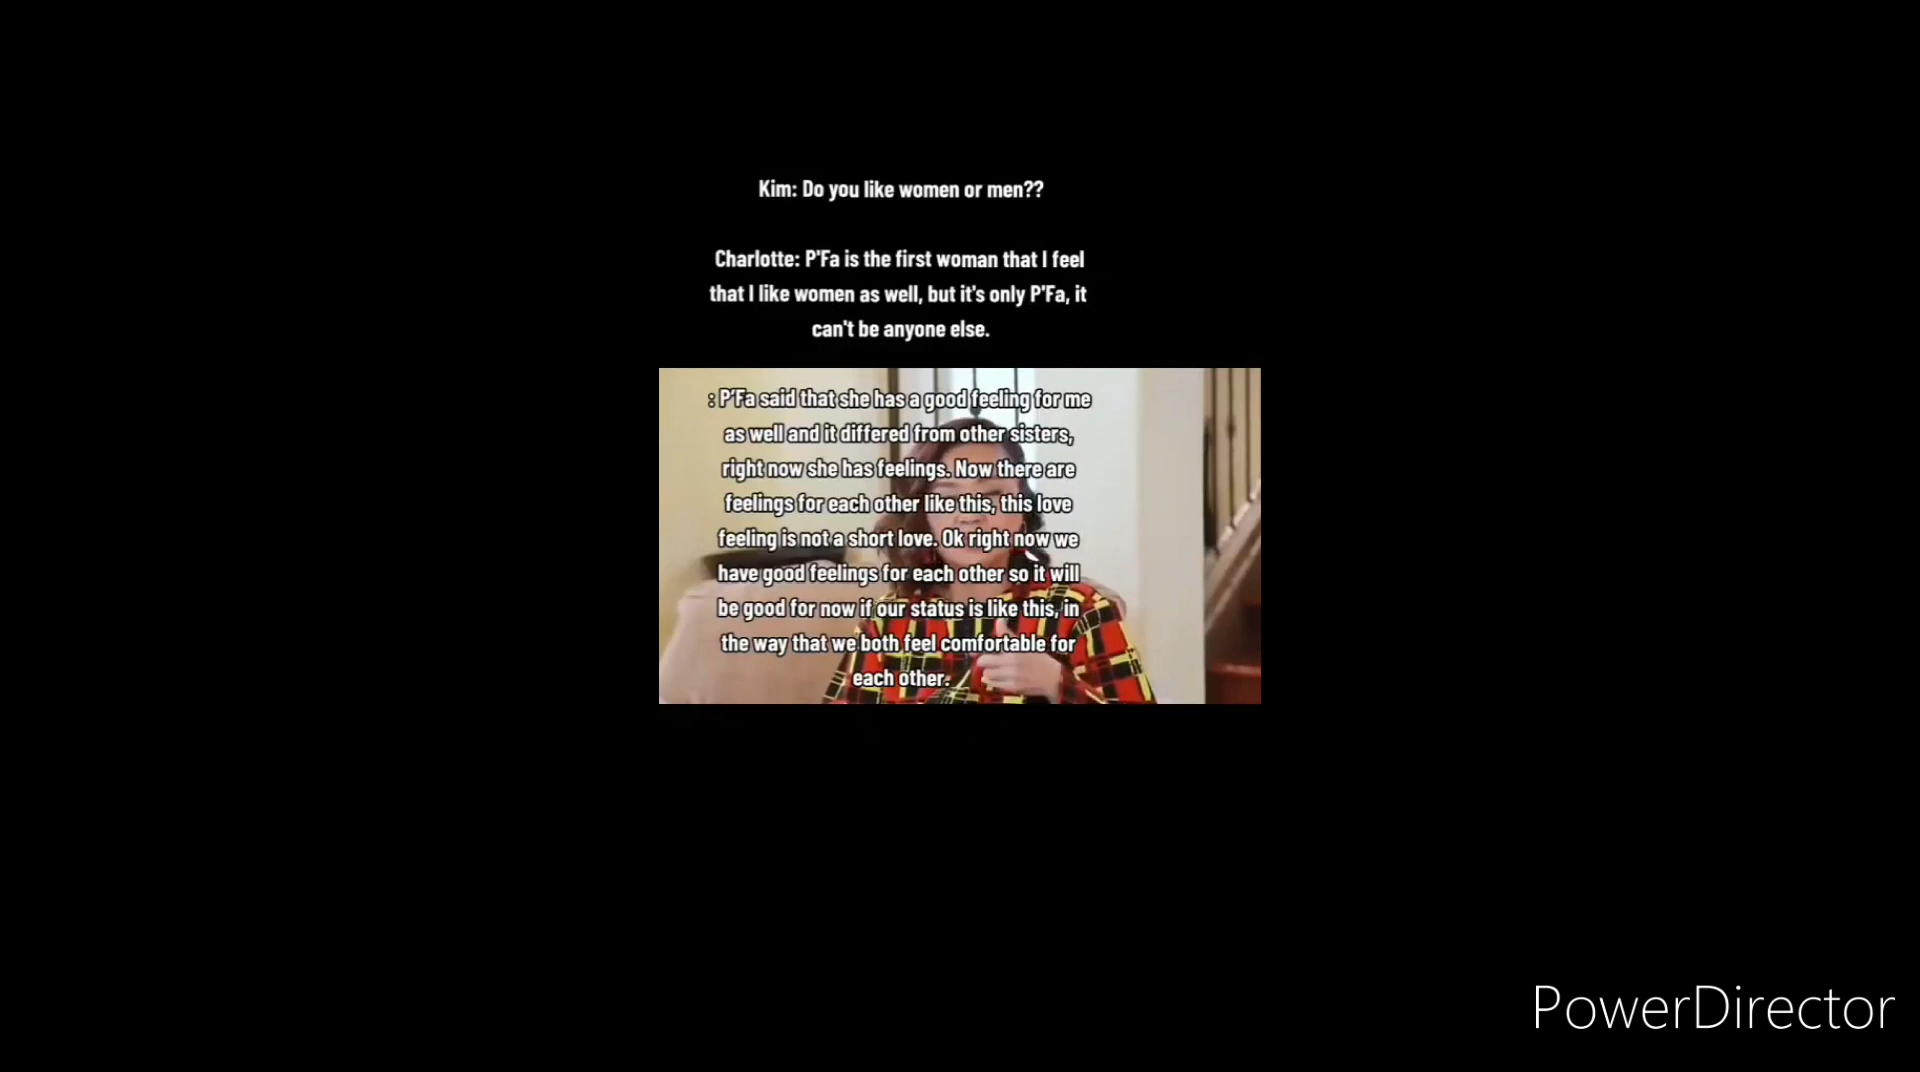 Kim: Do you like women or men??
Charlotte: P'Fa is the first woman that I feel
that I like women as well, but it's only P'Fa, it
can't be anyone else.
: P'Fa said that she has a good feeling for me
as well and it differed from other sisters,
right now she has feelings. Now there are
feelings for each other like this, this love
feeling is not a short love. Ok right now we
have good feelings for each other so it will
be good for now if our status is like this, in
the way that we both feel comfortable for
each other.
PowerDirector